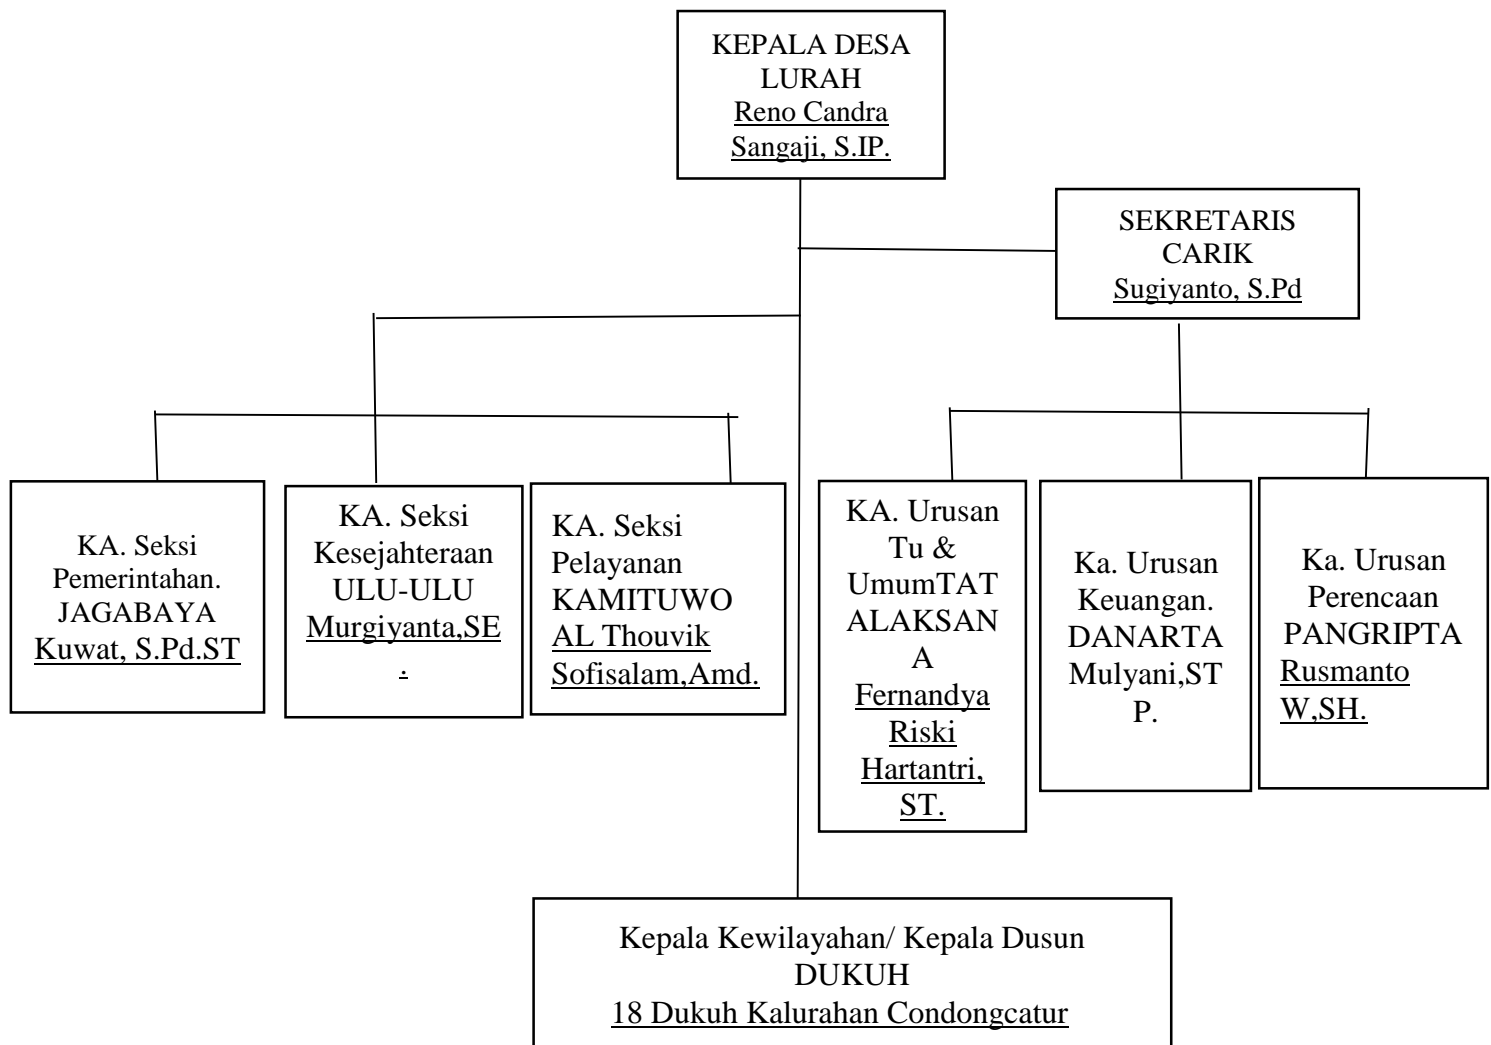 KEPALA DESA
LURAH
Reno Candra
Sangaji, S.IP.
SEKRETARIS
CARIK
Sugiyanto, S.Pd
KA. Seksi
Pemerintahan.
JAGABAYA
Kuwat, S.Pd.ST
KA. Seksi
Kesejahteraan
ULU-ULU
Murgiyanta,SE
.
KA. Seksi
Pelayanan
KAMITUWO
AL Thouvik
Sofisalam,Amd.
KA. Urusan
Tu &
UmumTAT
ALAKSAN
A
Fernandya
Riski
Hartantri,
ST.
Ka. Urusan
Keuangan.
DANARTA
Mulyani,ST
P.
Ka. Urusan
Perencaan
PANGRIPTA
Rusmanto
W,SH.
Kepala Kewilayahan/ Kepala Dusun
DUKUH
18 Dukuh Kalurahan Condongcatur